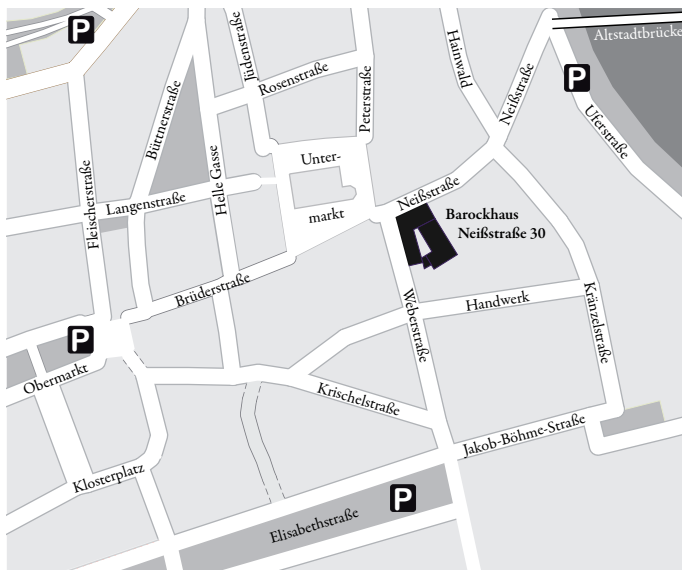 P
Altstadtbrücke
Jüdenstraße
Hainwald
Rosenstraße
Peterstraße
Neißstraße
P
Büttnerstraße
Uferstraße
Unter-
Helle Gasse
Fleischerstraße
Langenstraße
Neißstraße
markt
Barockhaus
Neißstraße 30
Brüderstraße
Handwerk
Weberstraße
Kränzelstraße
P
Obermarkt
Krischelstraße
Jakob-Böhme-Straße
Klosterplatz
P
Elisabethstraße